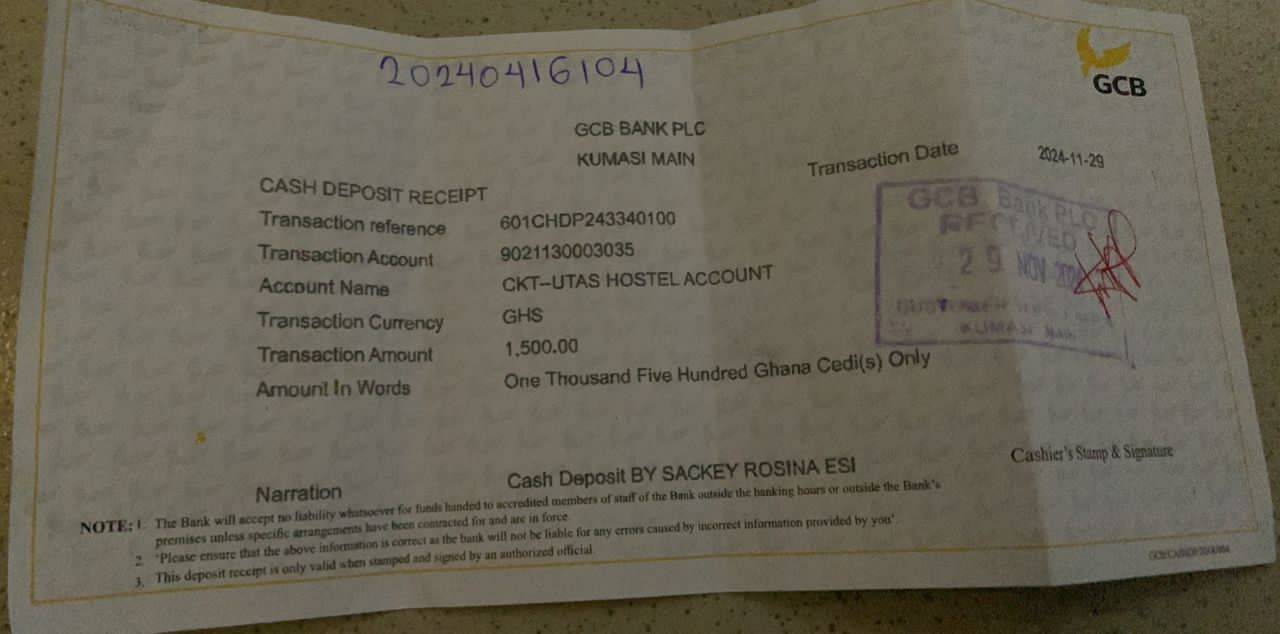 20240416104
GCB
GCB BANK PLC
KUMASI MAIN
Transaction Date 2024-11-29
CASH DEPOSIT RECEIPT
Transaction reference 601CHDP243340100
Transaction Account 9021130003035
Account Name CKT-UTAS HOSTEL ACCOUNT
Transaction Currency GHS
Transaction Amount 1,500.00
Amount In Words One Thousand Five Hundred Ghana Cedi(s) Only
GCB Bank PLC
RECEIVED
29 NOV 2024
CUSTOMER
KUMASI MAIN
Cashier's Stamp & Signature
Narration Cash Deposit BY SACKEY ROSINA ESI
NOTE: 1. The Bank will accept no liability whatsoever for funds handed to accredited members of staff of the Bank outside the banking hours or outside the Bank's
premises unless specific arrangements have been contracted for and are in force.
2. "Please ensure that the above information is correct as the bank will not be liable for any errors caused by incorrect information provided by you"
3. This deposit receipt is only valid when stamped and signed by an authorized official.